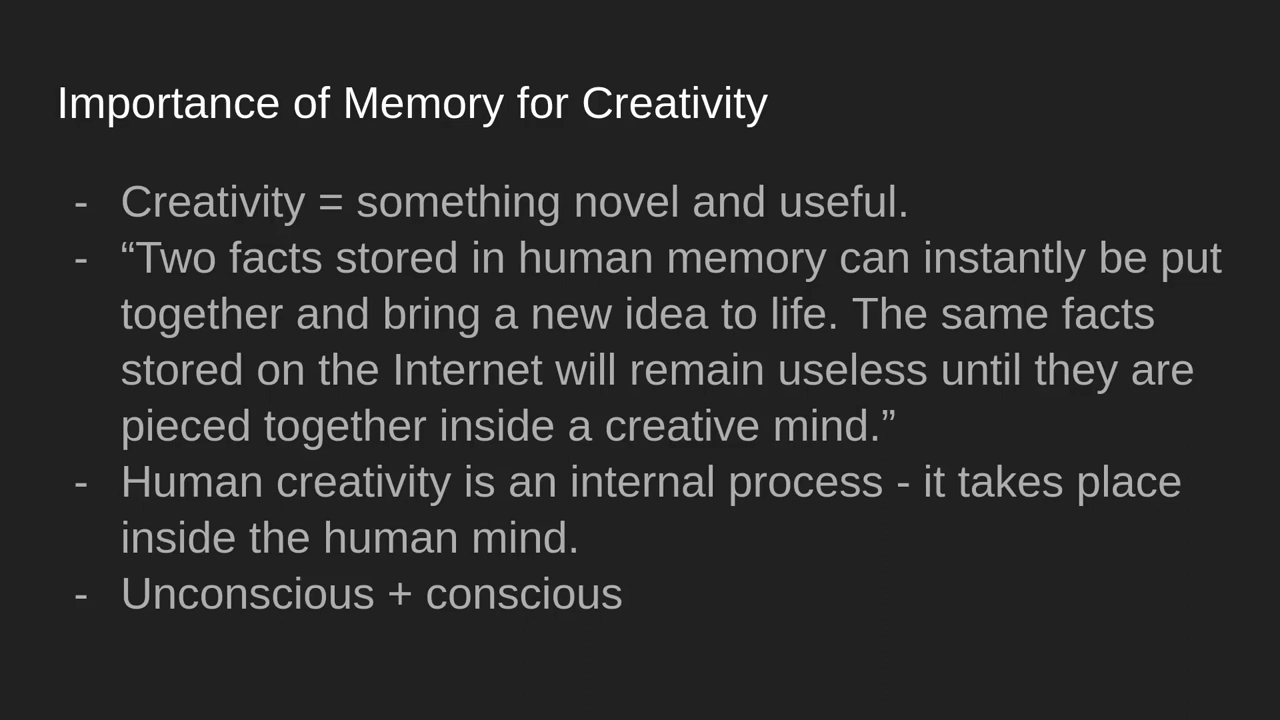 Importance of Memory for Creativity
- Creativity = something novel and useful.
- “Two facts stored in human memory can instantly be put
together and bring a new idea to life. The same facts
stored on the Internet will remain useless until they are
pieced together inside a creative mind.”
- Human creativity is an internal process - it takes place
inside the human mind.
- Unconscious + conscious